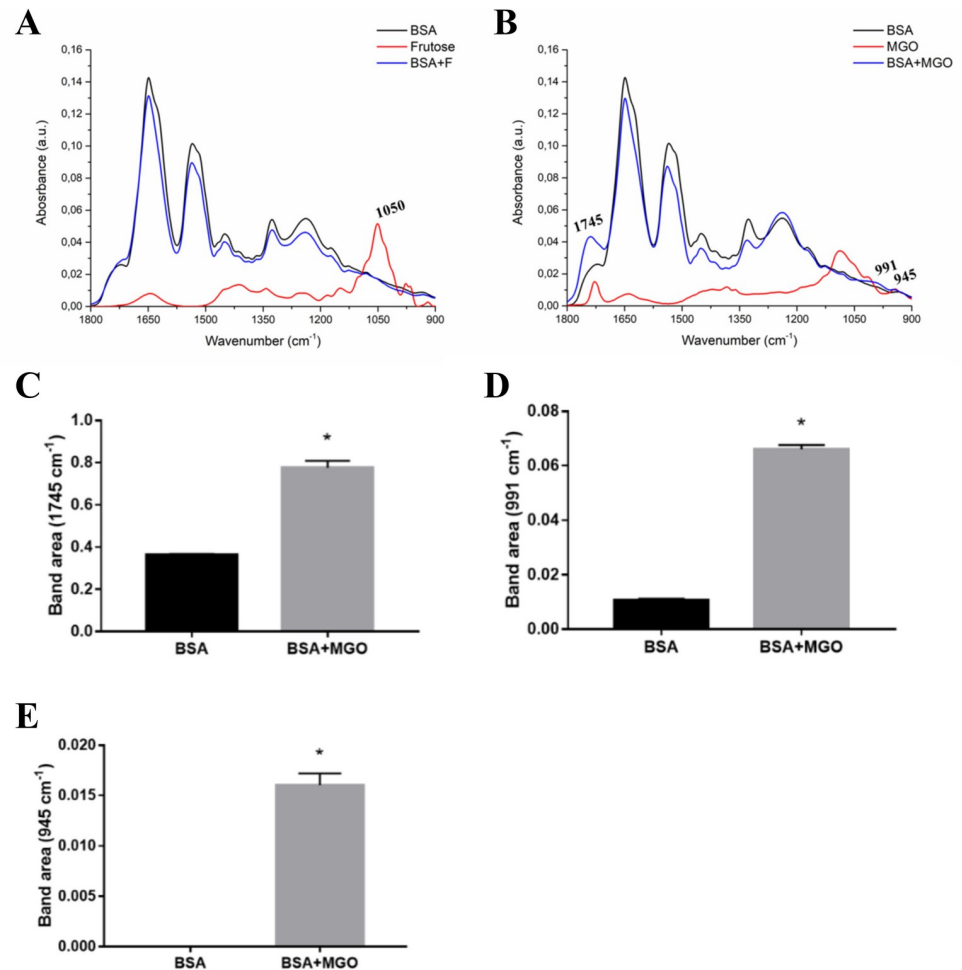 A
BSA
Frutose
BSA+F
0,16
0,14
0,12
0,10
0,08
0,06
0,04
0,02
0,00
Abosrbance (a.u.)
1050
1800 1650 1500 1350 1200 1050 900
Wavenumber (cm⁻¹)
B
BSA
MGO
BSA+MGO
0,16
0,14
0,12
0,10
0,08
0,06
0,04
0,02
0,00
Absorbance (a.u.)
1745
991
945
1800 1650 1500 1350 1200 1050 900
Wavenumber (cm⁻¹)
C
Band area (1745 cm⁻¹)
1.0
0.8
0.6
0.4
0.2
0.0
*
BSA BSA+MGO
D
Band area (991 cm⁻¹)
0.08
0.06
0.04
0.02
0.00
*
BSA BSA+MGO
E
Band area (945 cm⁻¹)
0.020
0.015
0.010
0.005
0.000
*
BSA BSA+MGO